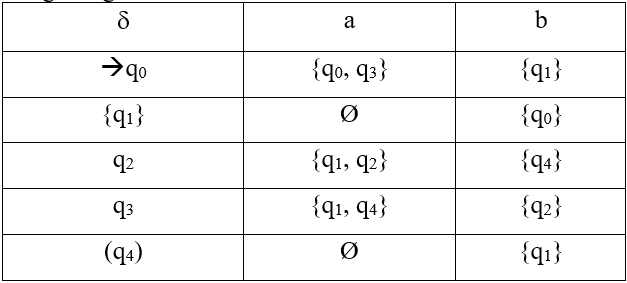 δ a b
→q₀ {q₀, q₃} {q₁}
{q₁} Ø {q₀}
q₂ {q₁, q₂} {q₄}
q₃ {q₁, q₄} {q₂}
(q₄) Ø {q₁}